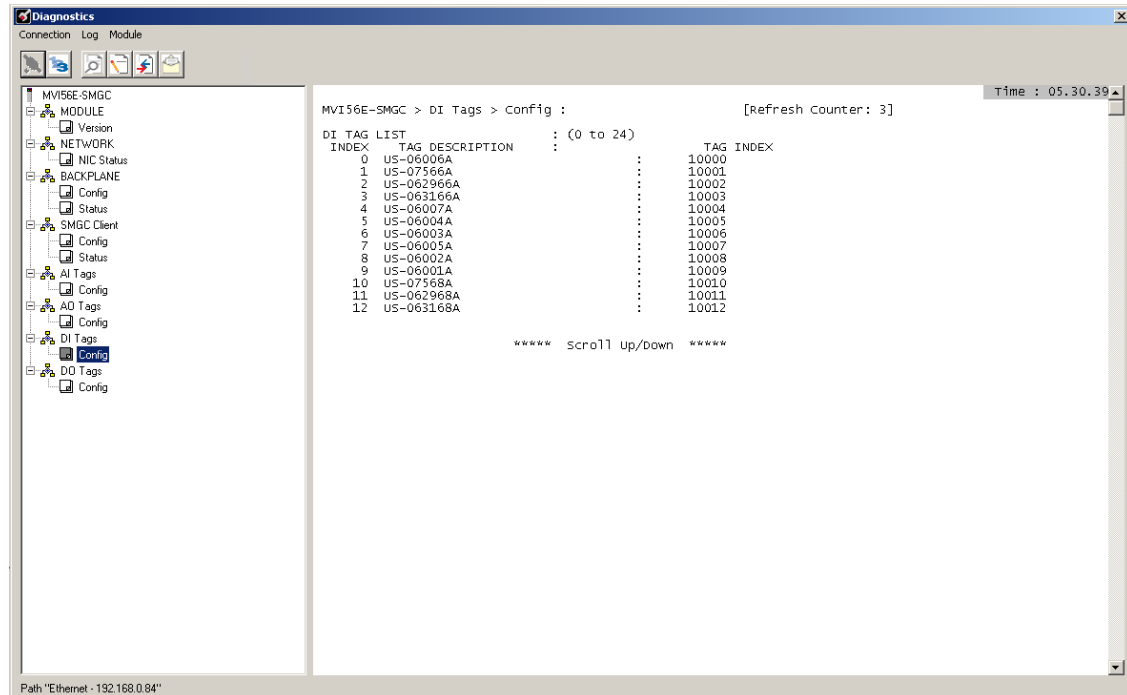 Diagnostics
Connection Log Module
MVI56E-SMGC
MODULE
Version
NETWORK
NIC Status
BACKPLANE
Config
Status
SMGC Client
Config
Status
AI Tags
Config
AO Tags
Config
DI Tags
Config
DO Tags
Config
Time : 05.30.39
MVI56E-SMGC > DI Tags > Config : [Refresh Counter: 3]
DI TAG LIST : (0 to 24)
INDEX TAG DESCRIPTION : TAG INDEX
0 US-06006A : 10000
1 US-07566A : 10001
2 US-062966A : 10002
3 US-063166A : 10003
4 US-06007A : 10004
5 US-06004A : 10005
6 US-06003A : 10006
7 US-06005A : 10007
8 US-06002A : 10008
9 US-06001A : 10009
10 US-07568A : 10010
11 US-062968A : 10011
12 US-063168A : 10012
***** Scroll Up/Down *****
Path "Ethernet - 192.168.0.84"